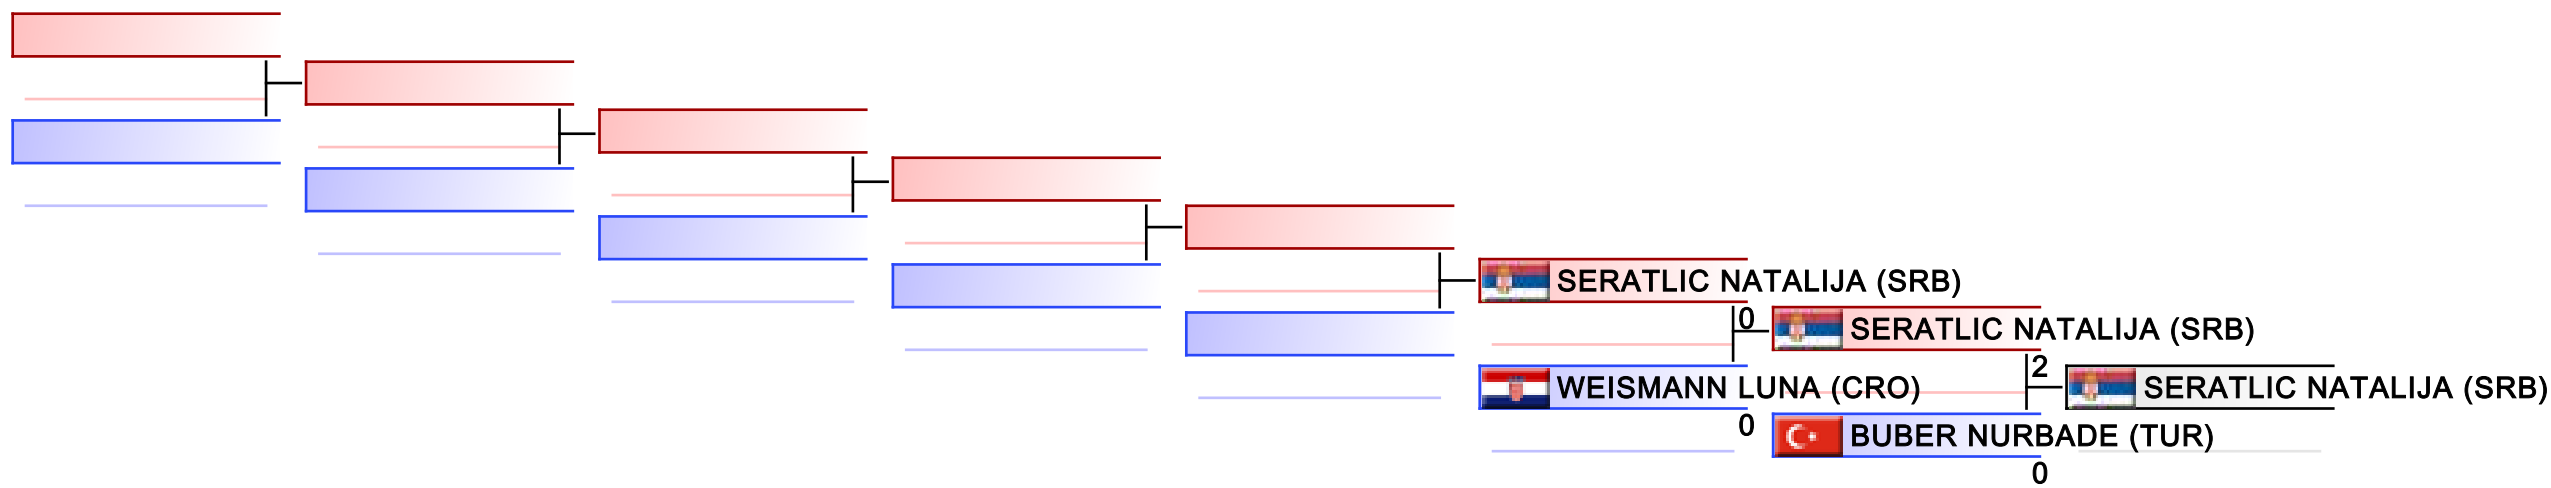 SERATLIC NATALIJA (SRB)
0
SERATLIC NATALIJA (SRB)
2
WEISMANN LUNA (CRO)
SERATLIC NATALIJA (SRB)
0
BUBER NURBADE (TUR)
0